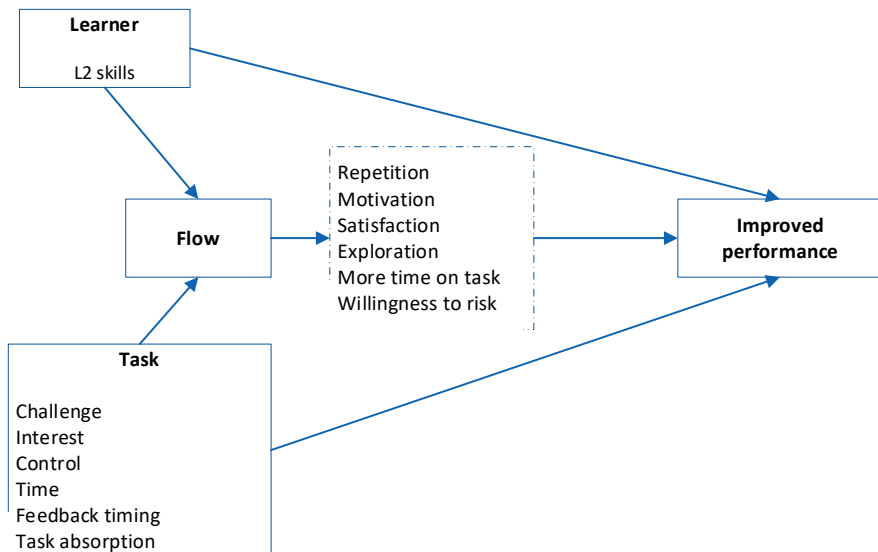 Learner
L2 skills
Repetition
Motivation
Satisfaction
Exploration
More time on task
Willingness to risk
Flow
Improved
performance
Task
Challenge
Interest
Control
Time
Feedback timing
Task absorption